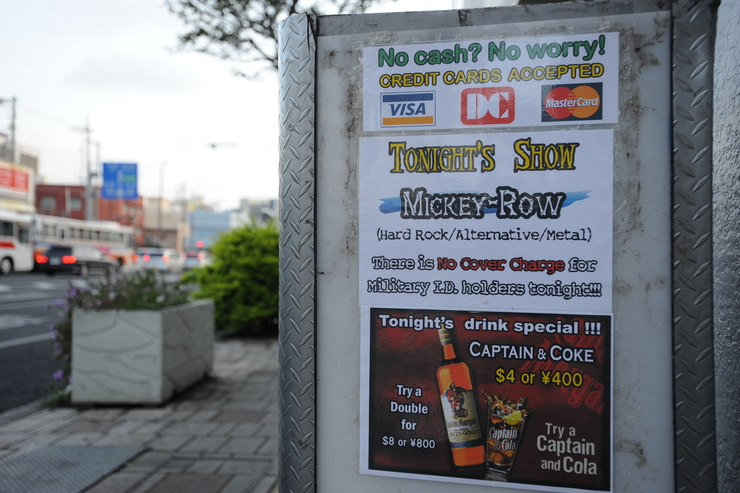 No cash? No worry!
CREDIT CARDS ACCEPTED
VISA DC MasterCard
TONIGHT'S SHOW
MICKEY-ROW
(Hard Rock/Alternative/Metal)
There is No Cover Charge for
Military I.D. holders tonight!!!
Tonight's drink special !!!
CAPTAIN & COKE
$4 or ¥400
Try a
Double
for
$8 or ¥800
Captain
Cola
Try a
Captain
and Cola